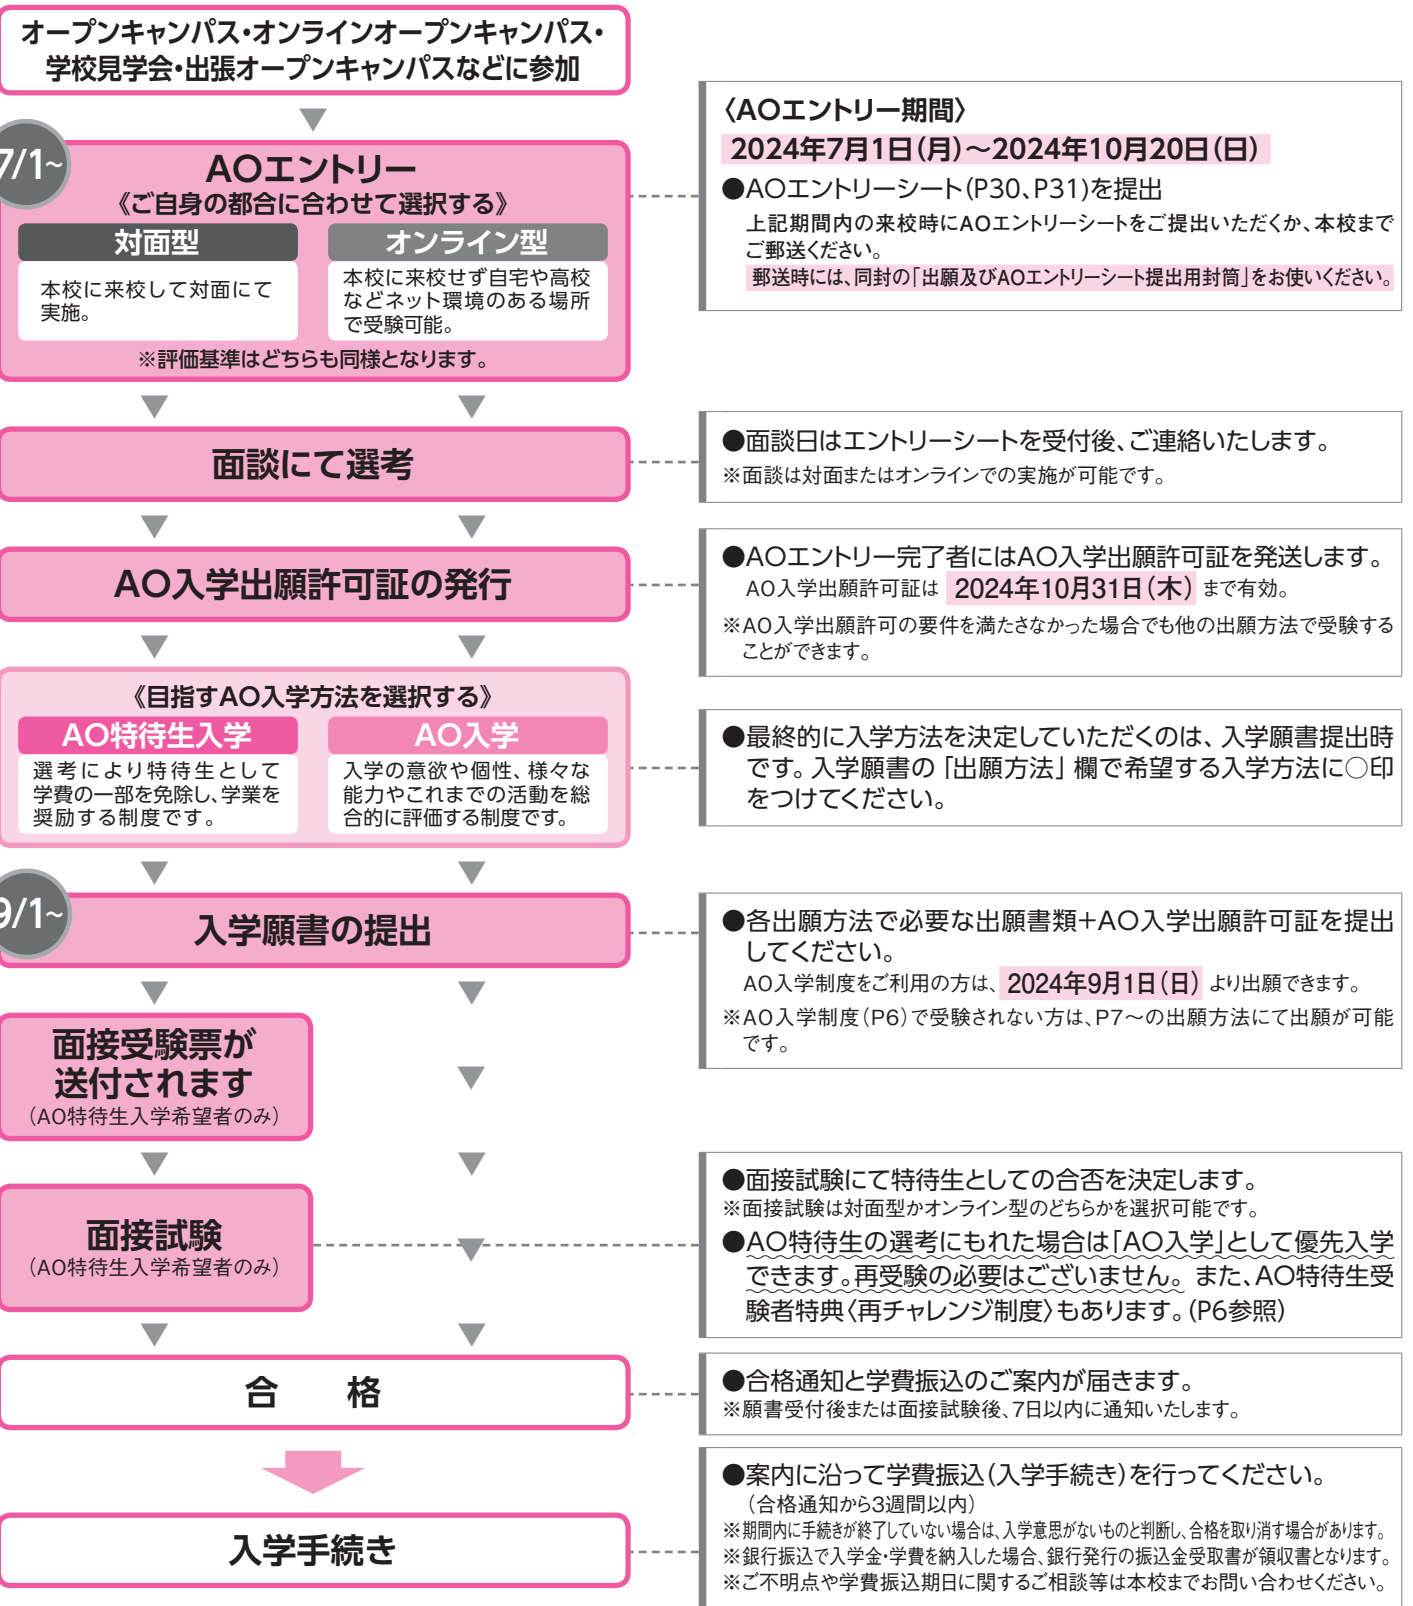 オープンキャンパス・オンラインオープンキャンパス・
学校見学会・出張オープンキャンパスなどに参加
7/1~
AOエントリー
《ご自身の都合に合わせて選択する》
対面型
本校に来校して対面にて
実施。
オンライン型
本校に来校せず自宅や高校
などネット環境のある場所
で受験可能。
※評価基準はどちらも同様となります。
〈AOエントリー期間〉
2024年7月1日(月)～2024年10月20日(日)
●AOエントリーシート(P30、P31)を提出
上記期間内の来校時にAOエントリーシートをご提出いただくか、本校まで
ご郵送ください。
郵送時には、同封の「出願及びAOエントリーシート提出用封筒」をお使いください。
面談にて選考
●面談日はエントリーシートを受付後、ご連絡いたします。
※面談は対面またはオンラインでの実施が可能です。
AO入学出願許可証の発行
●AOエントリー完了者にはAO入学出願許可証を発送します。
AO入学出願許可証は 2024年10月31日(木) まで有効。
※AO入学出願許可の要件を満たさなかった場合でも他の出願方法で受験する
ことができます。
《目指すAO入学方法を選択する》
AO特待生入学
選考により特待生として
学費の一部を免除し、学業を
奨励する制度です。
AO入学
入学の意欲や個性、様々な
能力やこれまでの活動を総
合的に評価する制度です。
●最終的に入学方法を決定していただくのは、入学願書提出時
です。入学願書の「出願方法」欄で希望する入学方法に○印
をつけてください。
9/1~
入学願書の提出
●各出願方法で必要な出願書類+AO入学出願許可証を提出
してください。
AO入学制度をご利用の方は、 2024年9月1日(日) より出願できます。
※AO入学制度(P6)で受験されない方は、P7～の出願方法にて出願が可能
です。
面接受験票が
送付されます
(AO特待生入学希望者のみ)
面接試験
(AO特待生入学希望者のみ)
●面接試験にて特待生としての合否を決定します。
※面接試験は対面型かオンライン型のどちらかを選択可能です。
●AO特待生の選考にもれた場合は「AO入学」として優先入学
できます。再受験の必要はございません。また、AO特待生受
験者特典〈再チャレンジ制度〉もあります。(P6参照)
合 格
●合格通知と学費振込のご案内が届きます。
※願書受付後または面接試験後、7日以内に通知いたします。
入学手続き
●案内に沿って学費振込(入学手続き)を行ってください。
(合格通知から3週間以内)
※期間内に手続きが終了していない場合は、入学意思がないものと判断し、合格を取り消す場合があります。
※銀行振込で入学金・学費を納入した場合、銀行発行の振込金受取書が領収書となります。
※ご不明点や学費振込期日に関するご相談等は本校までお問い合わせください。